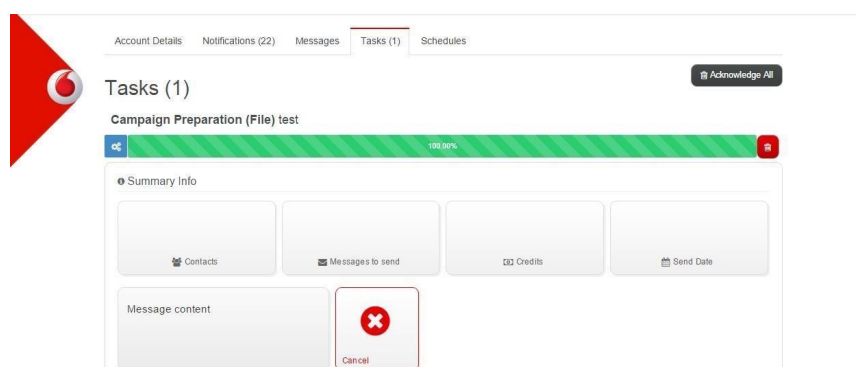 Account Details Notifications (22) Messages Tasks (1) Schedules
Acknowledge All
Tasks (1)
Campaign Preparation (File) test
100.00%
Summary Info
Contacts Messages to send Credits Send Date
Message content
Cancel